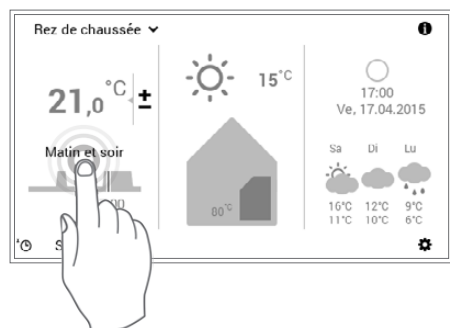 Rez de chaussée
21,0 °C ±
Matin et soir
15°C
80°C
17:00
Ve, 17.04.2015
Sa Di Lu
16°C 12°C 9°C
11°C 10°C 6°C